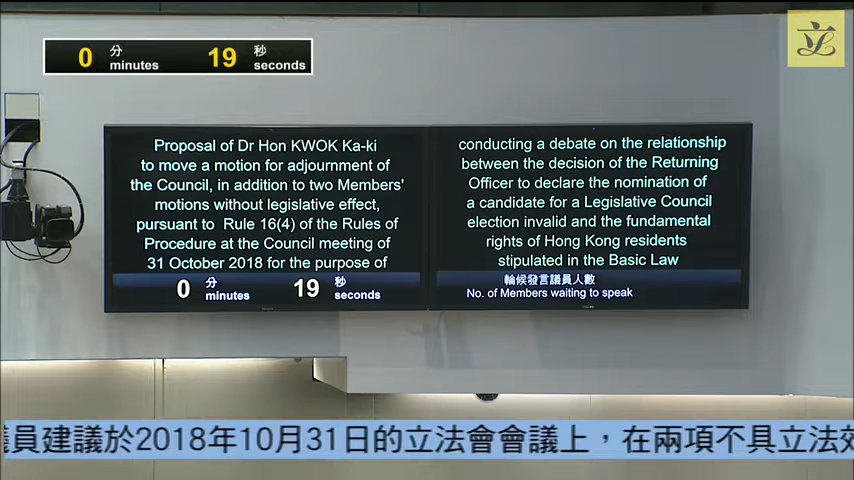 0 分 19 秒
minutes seconds
立
Proposal of Dr Hon KWOK Ka-ki
to move a motion for adjournment of
the Council, in addition to two Members'
motions without legislative effect,
pursuant to Rule 16(4) of the Rules of
Procedure at the Council meeting of
31 October 2018 for the purpose of
0 分 19 秒
minutes seconds
conducting a debate on the relationship
between the decision of the Returning
Officer to declare the nomination of
a candidate for a Legislative Council
election invalid and the fundamental
rights of Hong Kong residents
stipulated in the Basic Law
輪候發言議員人數
No. of Members waiting to speak
議員建議於2018年10月31日的立法會會議上，在兩項不具立法效